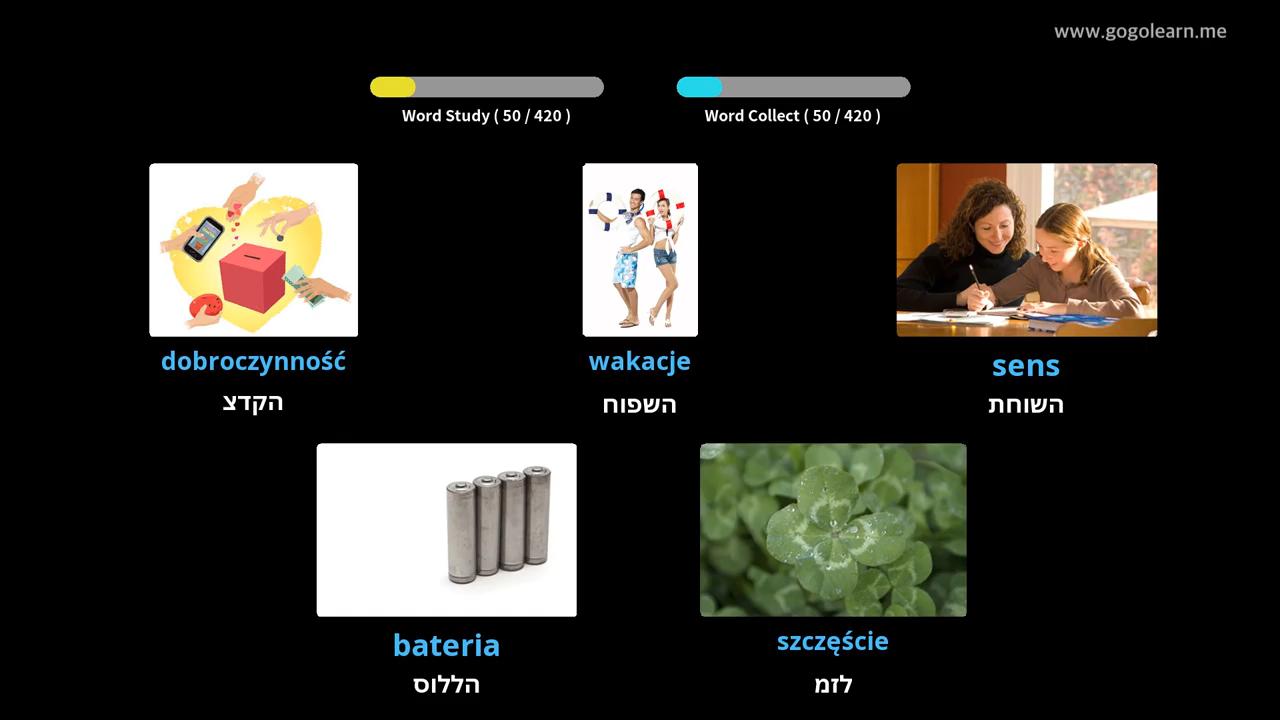 www.gogolearn.me
Word Study ( 50 / 420 )
Word Collect ( 50 / 420 )
dobroczynność
הקדצ
wakacje
השפוח
sens
השוחת
bateria
הללוס
szczęście
לזמ